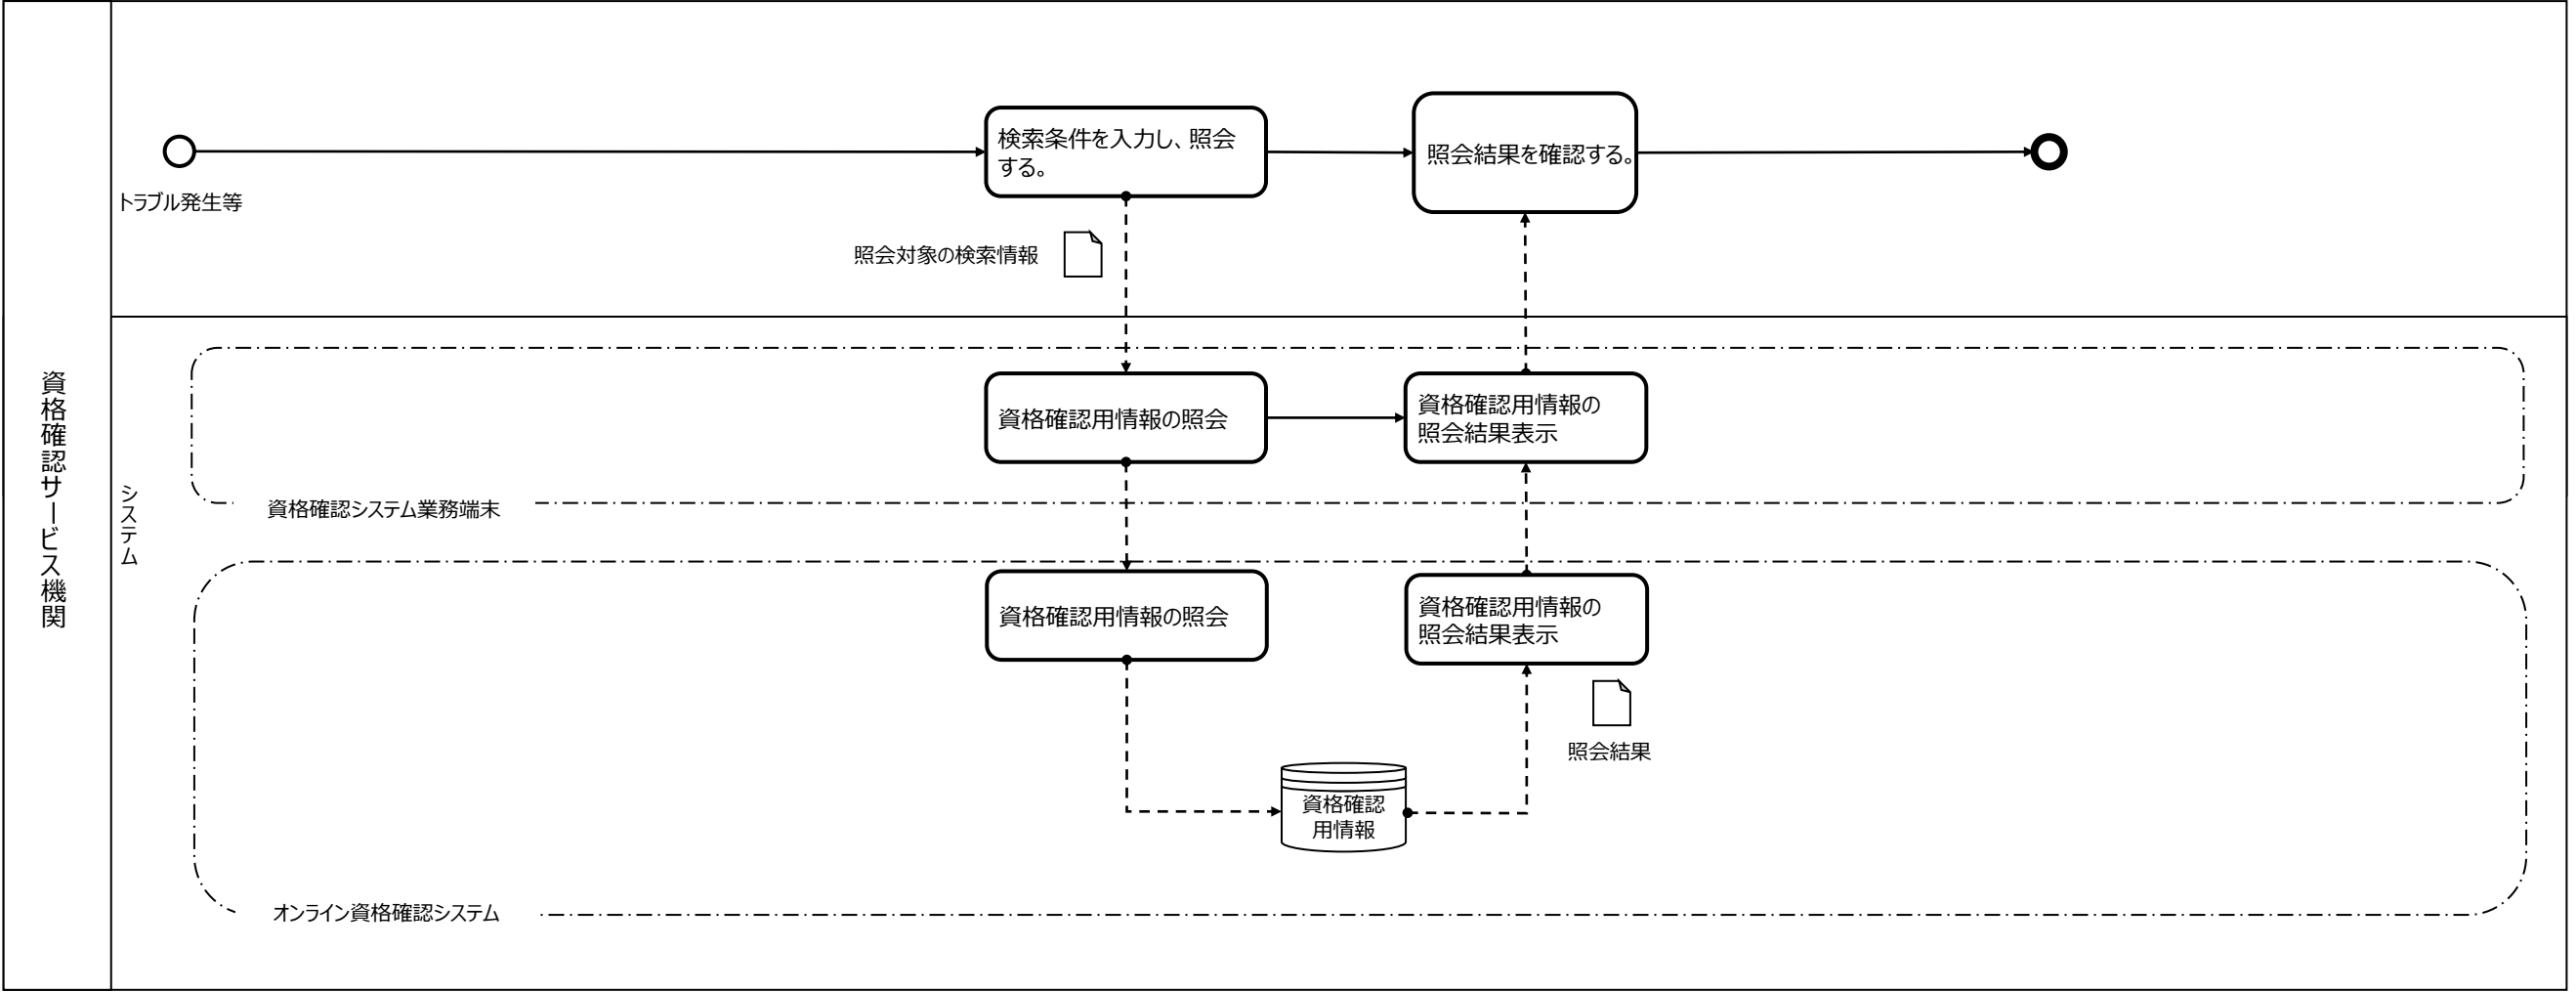 資格確認サービス機関
トラブル発生等
検索条件を入力し、照会
する。
照会結果を確認する。
照会対象の検索情報
システム
資格確認用情報の照会
資格確認用情報の
照会結果表示
資格確認システム業務端末
資格確認用情報の照会
資格確認用情報の
照会結果表示
照会結果
資格確認
用情報
オンライン資格確認システム